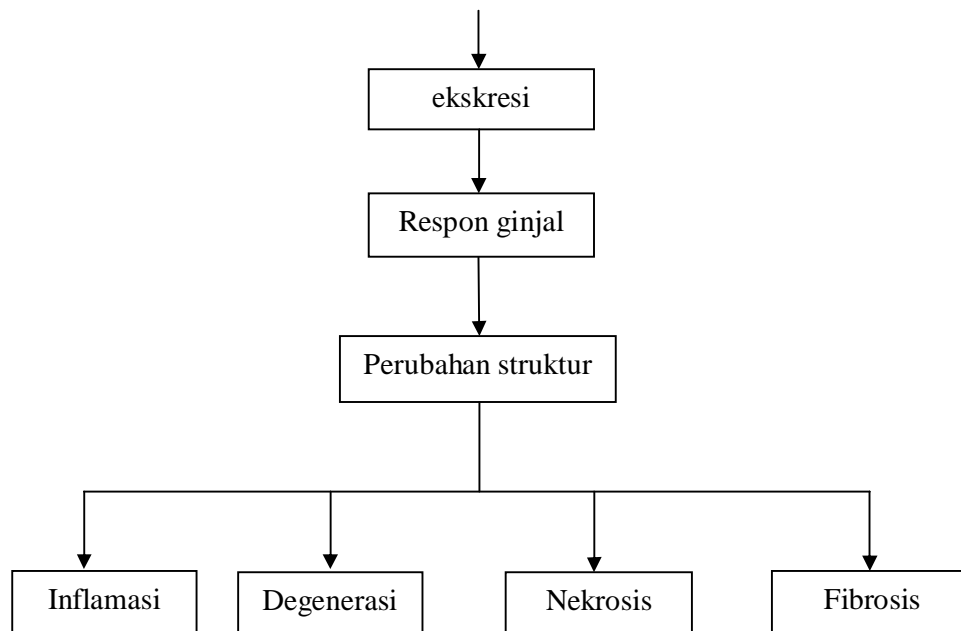 ekskresi
Respon ginjal
Perubahan struktur
Inflamasi
Degenerasi
Nekrosis
Fibrosis